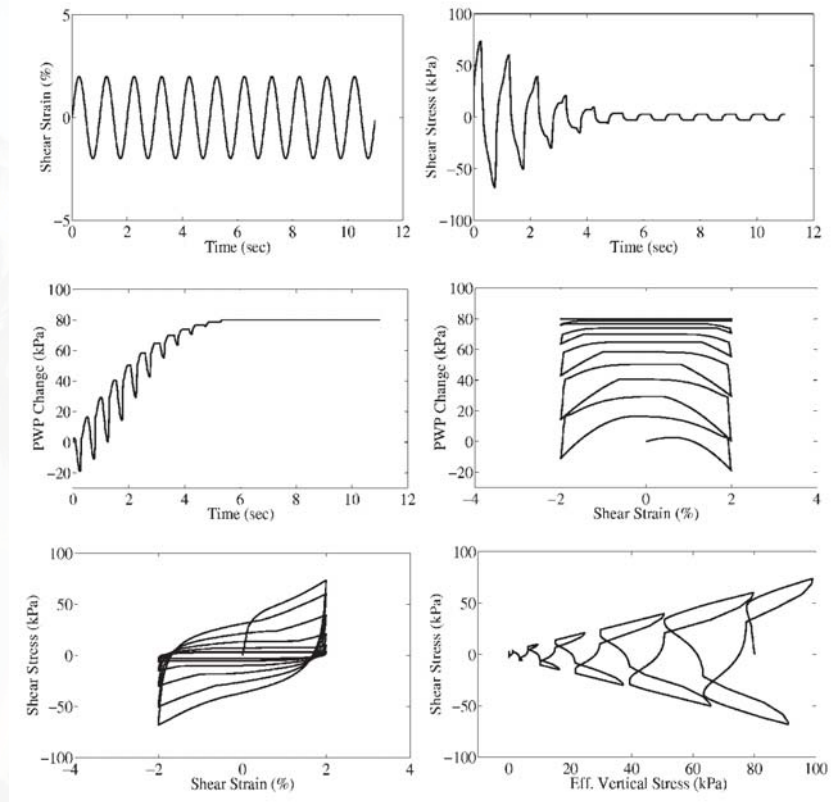 Shear Strain (%)
5
0
−5
0 2 4 6 8 10 12
Time (sec)
Shear Stress (kPa)
100
50
0
−50
−100
0 2 4 6 8 10 12
Time (sec)
PWP Change (kPa)
100
80
60
40
20
0
−20
0 2 4 6 8 10 12
Time (sec)
PWP Change (kPa)
100
80
60
40
20
0
−20
−4 −2 0 2 4
Shear Strain (%)
Shear Stress (kPa)
100
50
0
−50
−100
−4 −2 0 2 4
Shear Strain (%)
Shear Stress (kPa)
100
50
0
−50
−100
0 20 40 60 80 100
Eff. Vertical Stress (kPa)